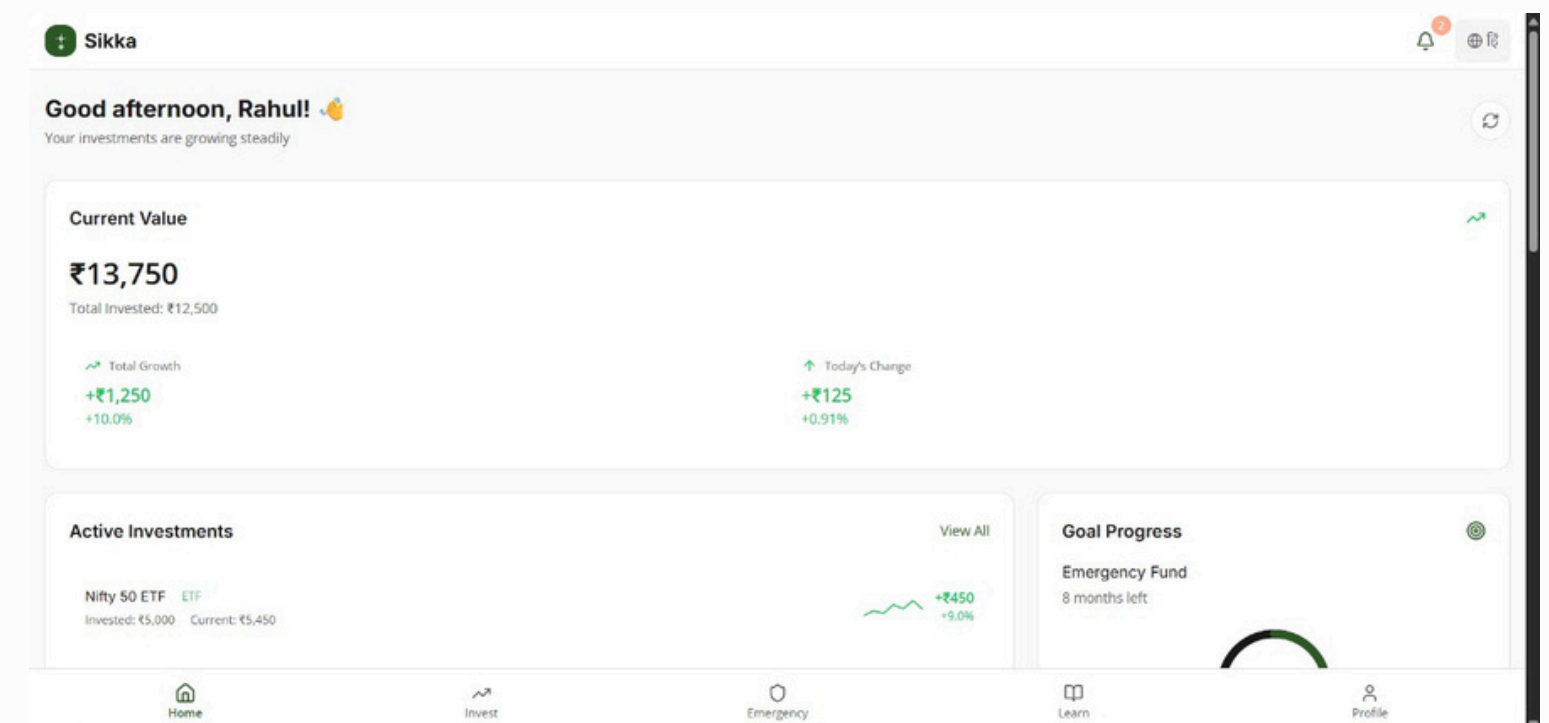 Sikka
2
हिं
Good afternoon, Rahul! 👋
Your investments are growing steadily
Current Value
₹13,750
Total Invested: ₹12,500
Total Growth
+₹1,250
+10.0%
Today's Change
+₹125
+0.91%
Active Investments
View All
Nifty 50 ETF ETF
Invested: ₹5,000 Current: ₹5,450
+₹450
+9.0%
Goal Progress
Emergency Fund
8 months left
Home
Invest
Emergency
Learn
Profile